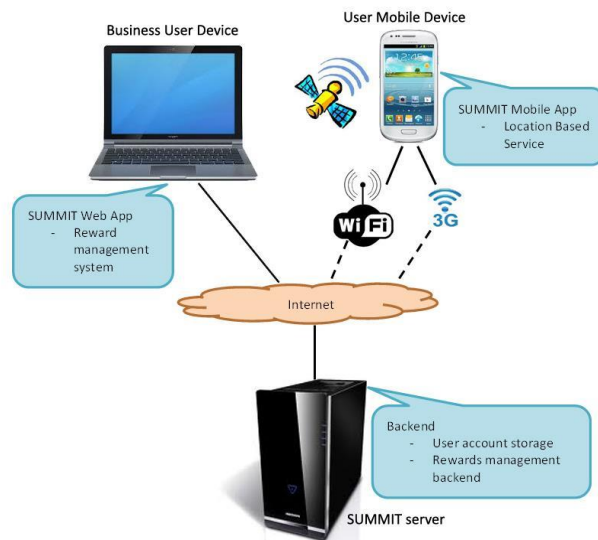 Business User Device
User Mobile Device
SUMMIT Mobile App
- Location Based
Service
SUMMIT Web App
- Reward
management
system
Wi Fi
3G
Internet
Backend
- User account storage
- Rewards management
backend
SUMMIT server